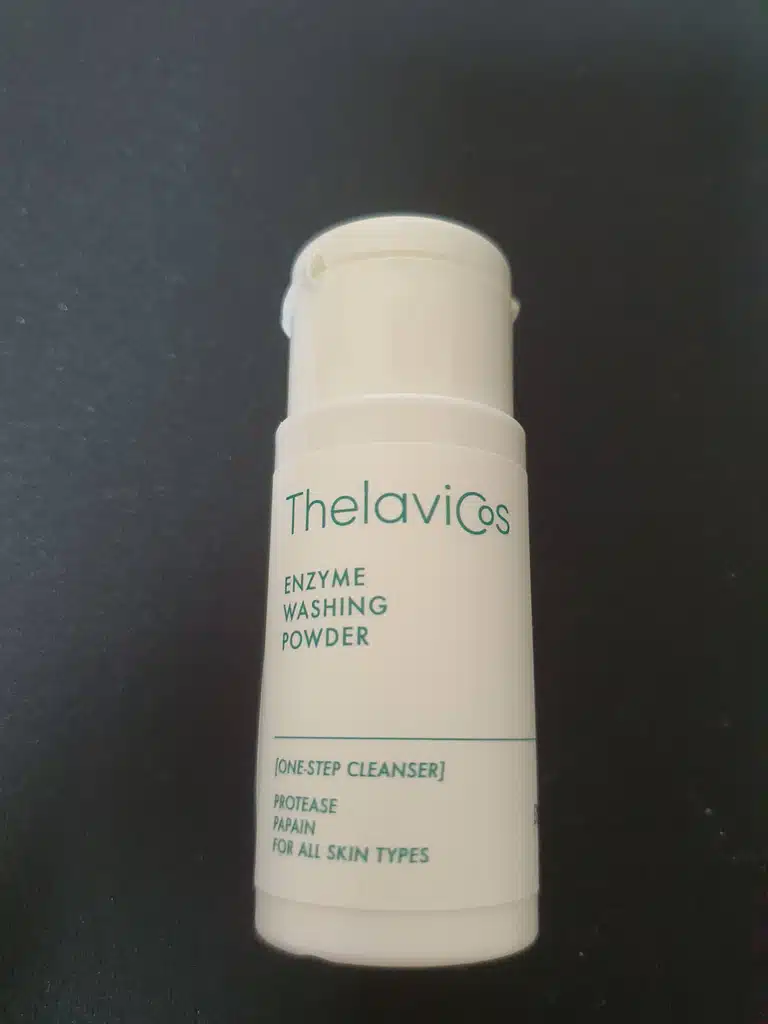 TheLaviCos
ENZYME
WASHING
POWDER
[ONE-STEP CLEANSER]
PROTEASE
PAPAIN
FOR ALL SKIN TYPES